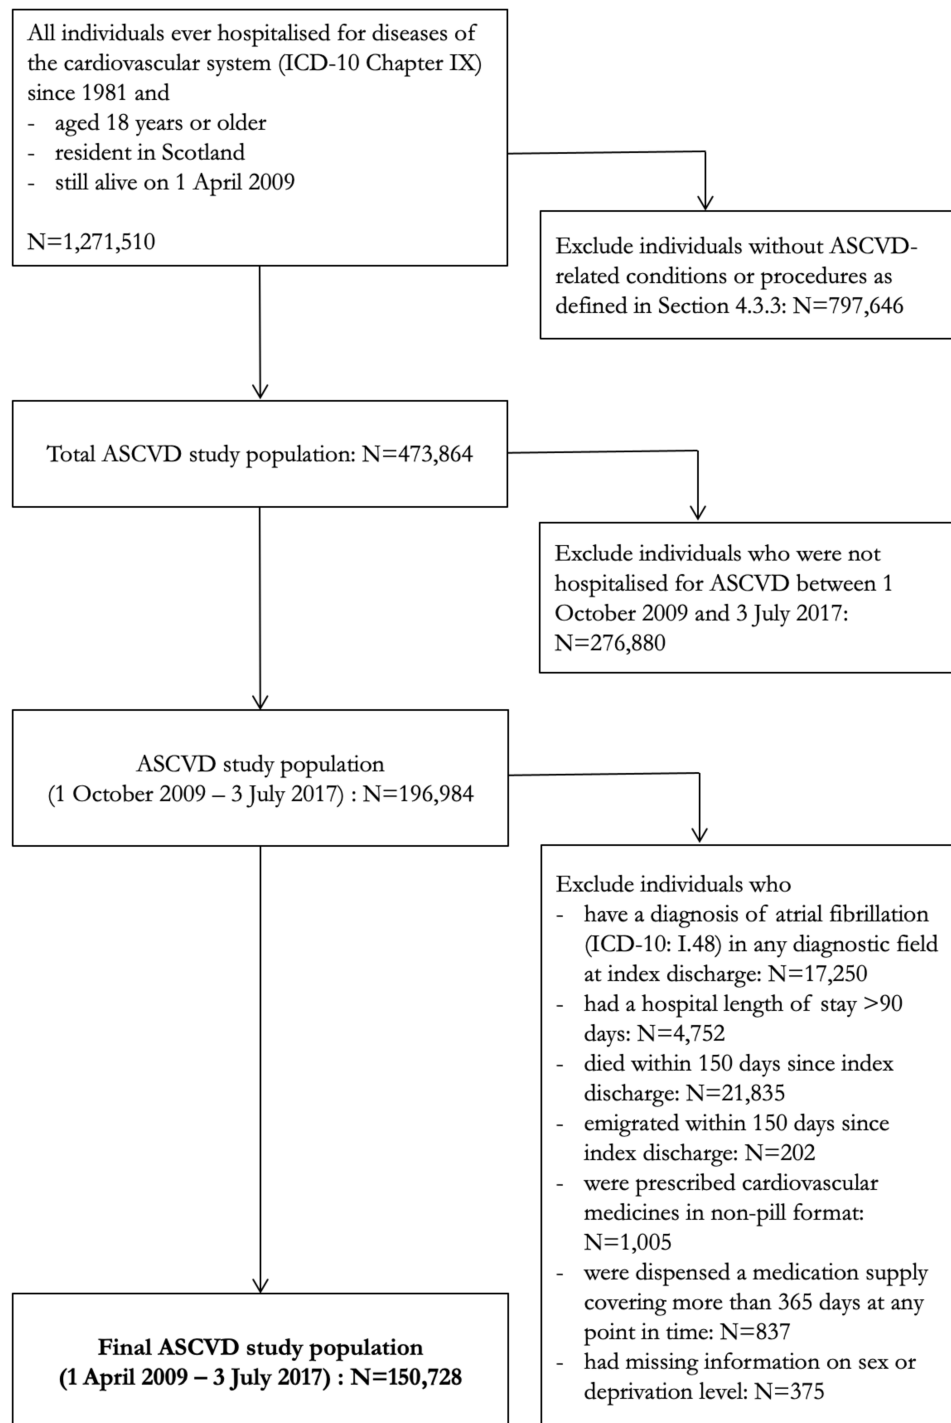 All individuals ever hospitalised for diseases of
the cardiovascular system (ICD-10 Chapter IX)
since 1981 and
- aged 18 years or older
- resident in Scotland
- still alive on 1 April 2009
N=1,271,510
Exclude individuals without ASCVD-
related conditions or procedures as
defined in Section 4.3.3: N=797,646
Total ASCVD study population: N=473,864
Exclude individuals who were not
hospitalised for ASCVD between 1
October 2009 and 3 July 2017:
N=276,880
ASCVD study population
(1 October 2009 – 3 July 2017) : N=196,984
Exclude individuals who
- have a diagnosis of atrial fibrillation
(ICD-10: I.48) in any diagnostic field
at index discharge: N=17,250
- had a hospital length of stay >90
days: N=4,752
- died within 150 days since index
discharge: N=21,835
- emigrated within 150 days since
index discharge: N=202
- were prescribed cardiovascular
medicines in non-pill format:
N=1,005
- were dispensed a medication supply
covering more than 365 days at any
point in time: N=837
- had missing information on sex or
deprivation level: N=375
Final ASCVD study population
(1 April 2009 – 3 July 2017) : N=150,728